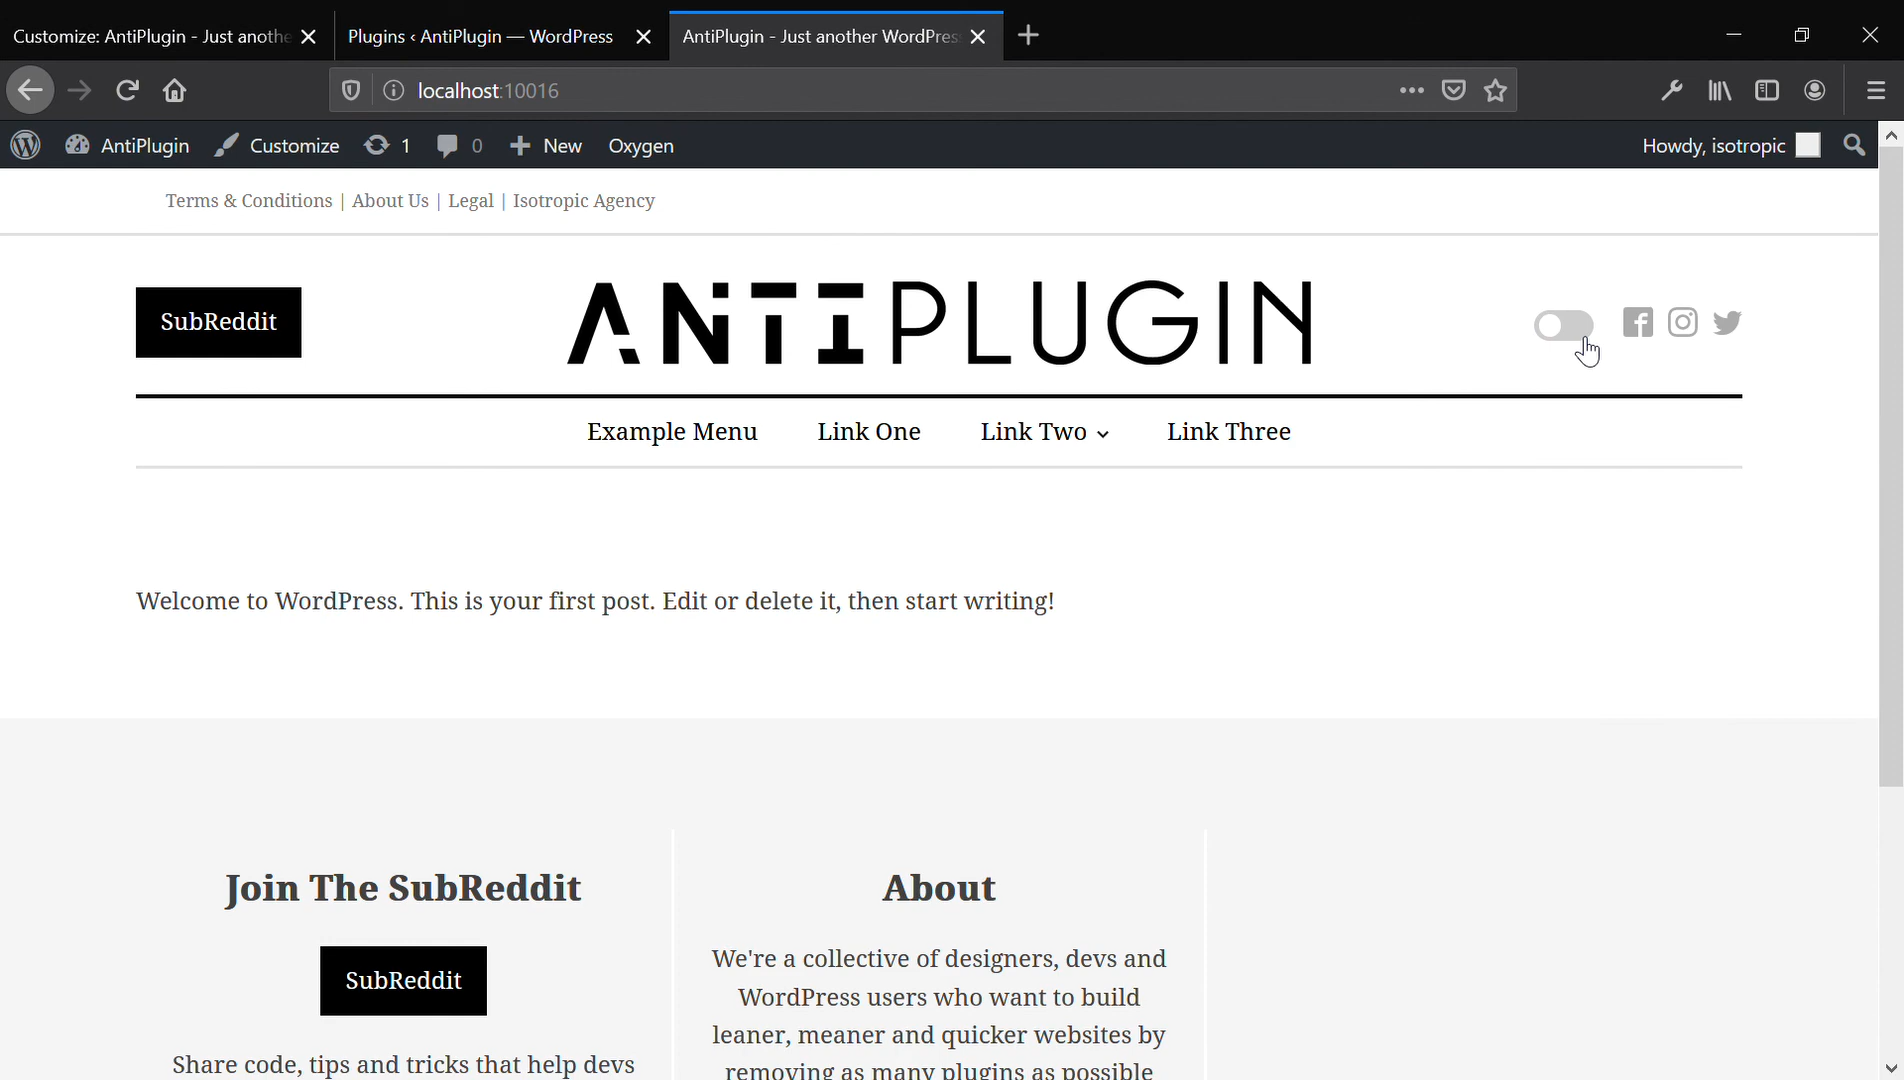 Customize: AntiPlugin - Just anothe
Plugins ‹ AntiPlugin — WordPress
AntiPlugin - Just another WordPres
localhost:10016
AntiPlugin
Customize
1
0
New
Oxygen
Howdy, isotropic
Terms & Conditions | About Us | Legal | Isotropic Agency
SubReddit
ANTIPLUGIN
Example Menu
Link One
Link Two
Link Three
Welcome to WordPress. This is your first post. Edit or delete it, then start writing!
Join The SubReddit
SubReddit
Share code, tips and tricks that help devs
About
We're a collective of designers, devs and
WordPress users who want to build
leaner, meaner and quicker websites by
removing as many plugins as possible